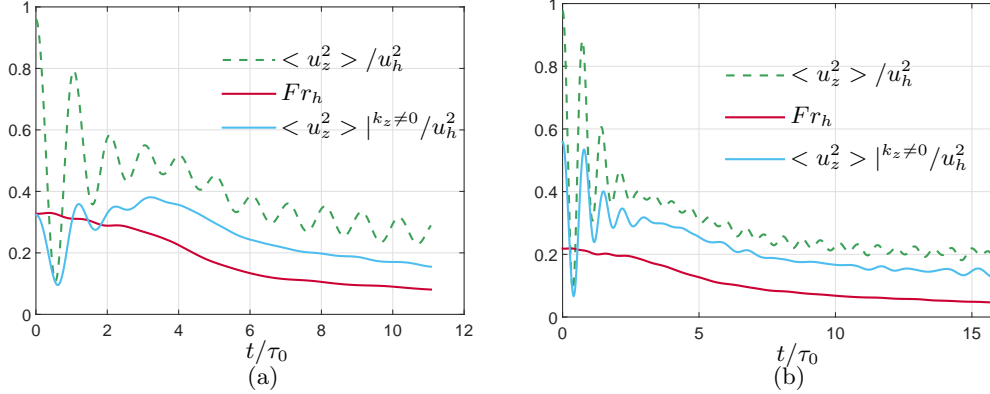 1
0.8
0.6
0.4
0.2
0
0 2 4 6 8 10 12
t/τ₀
< u_z^2 > /u_h^2
Fr_h
< u_z^2 > |^{k_z≠0}/u_h^2
(a)
1
0.8
0.6
0.4
0.2
0
0 5 10 15
t/τ₀
< u_z^2 > /u_h^2
Fr_h
< u_z^2 > |^{k_z≠0}/u_h^2
(b)